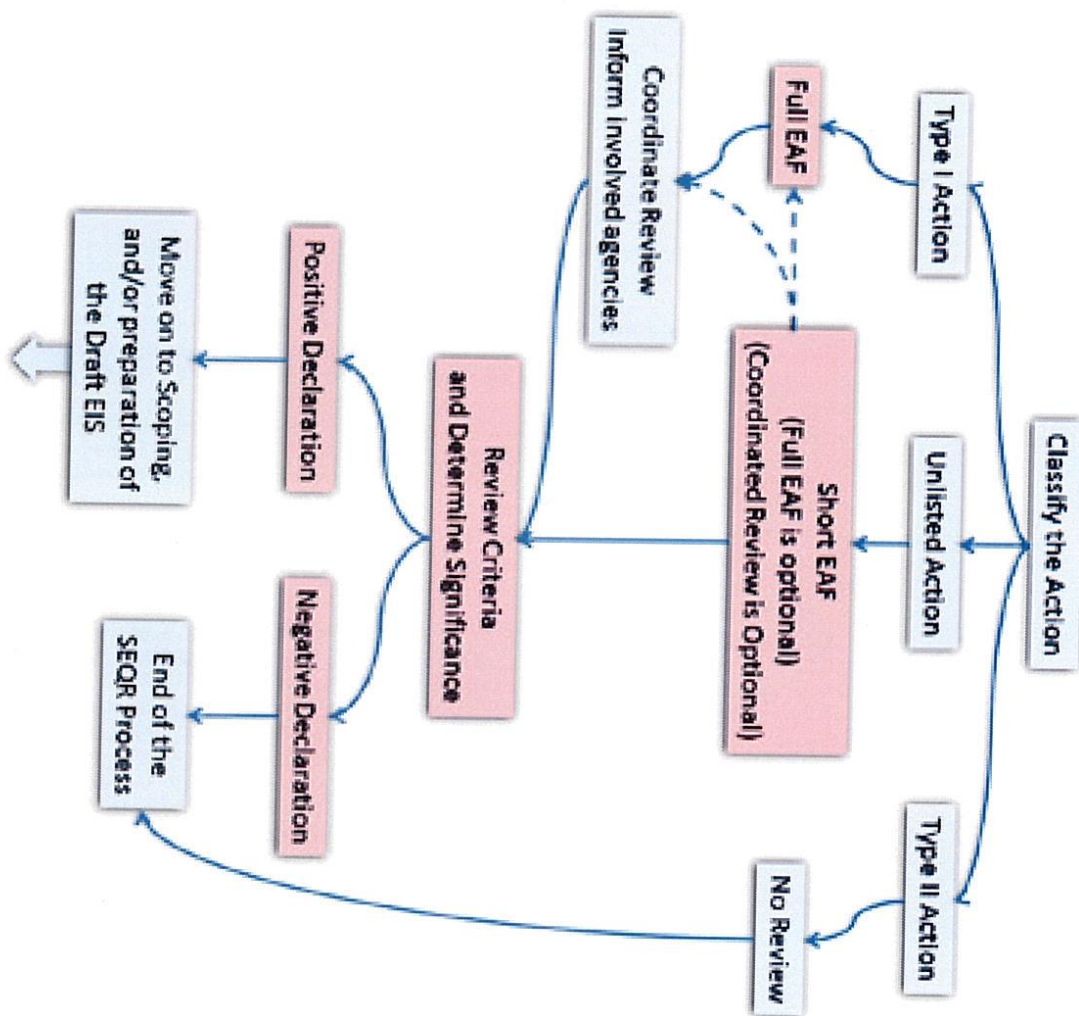 Classify the Action
Type I Action
Unlisted Action
Type II Action
Full EAF
Short EAF
(Full EAF is optional)
(Coordinated Review is Optional)
No Review
Coordinate Review
Inform involved agencies
Review Criteria
and Determine Significance
Positive Declaration
Negative Declaration
Move on to Scoping,
and/or preparation of
the Draft EIS
End of the
SEQR Process